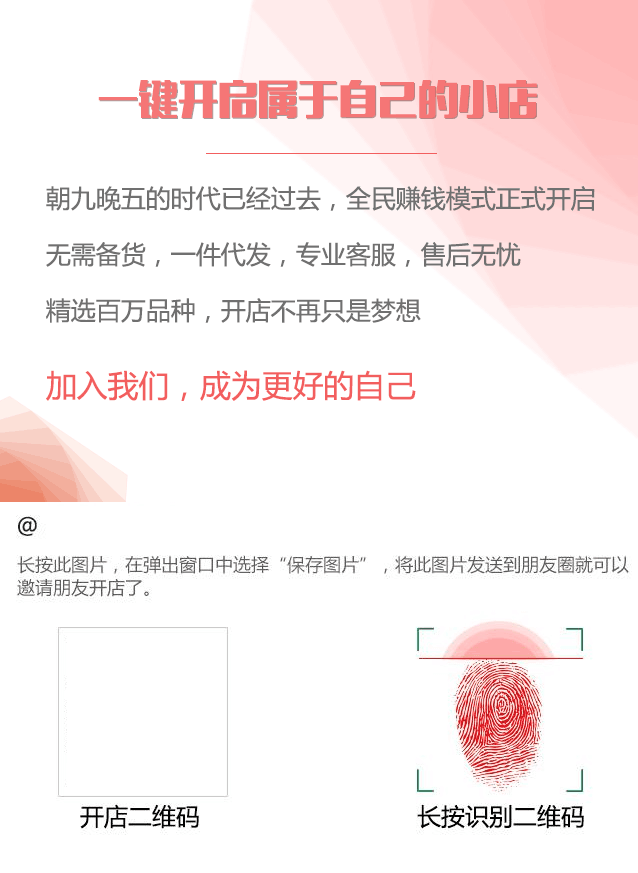 一键开启属于自己的小店
朝九晚五的时代已经过去，全民赚钱模式正式开启
无需备货，一件代发，专业客服，售后无忧
精选百万品种，开店不再只是梦想
加入我们，成为更好的自己
@
长按此图片，在弹出窗口中选择“保存图片”，将此图片发送到朋友圈就可以
邀请朋友开店了。
开店二维码
长按识别二维码